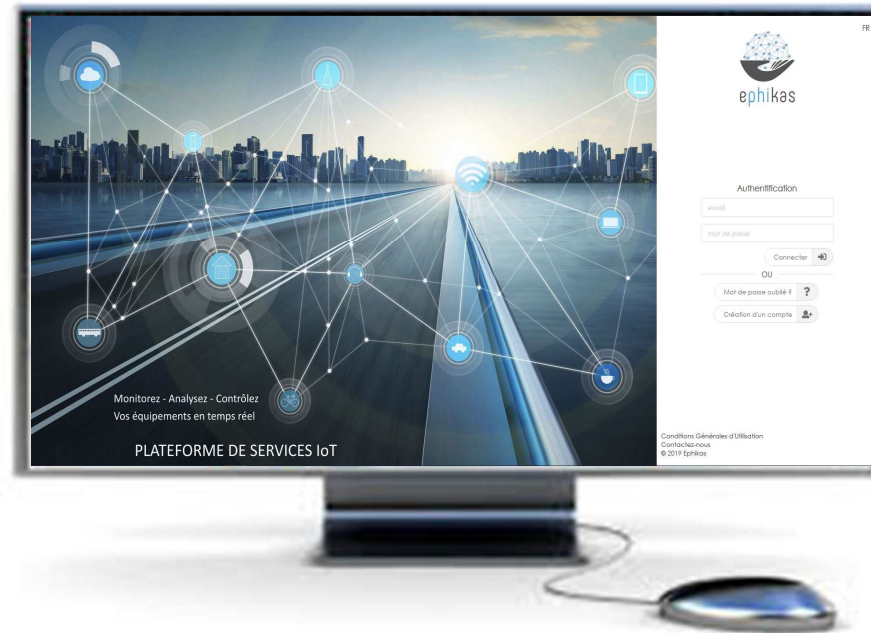 FR
ephikas
Authentification
email
mot de passe
Connecter
OU
Mot de passe oublié ?
?
Création d'un compte
Monitorez - Analysez - Contrôlez
Vos équipements en temps réel
PLATEFORME DE SERVICES IoT
Conditions Générales d'Utilisation
Contactez-nous
© 2019 Ephikas